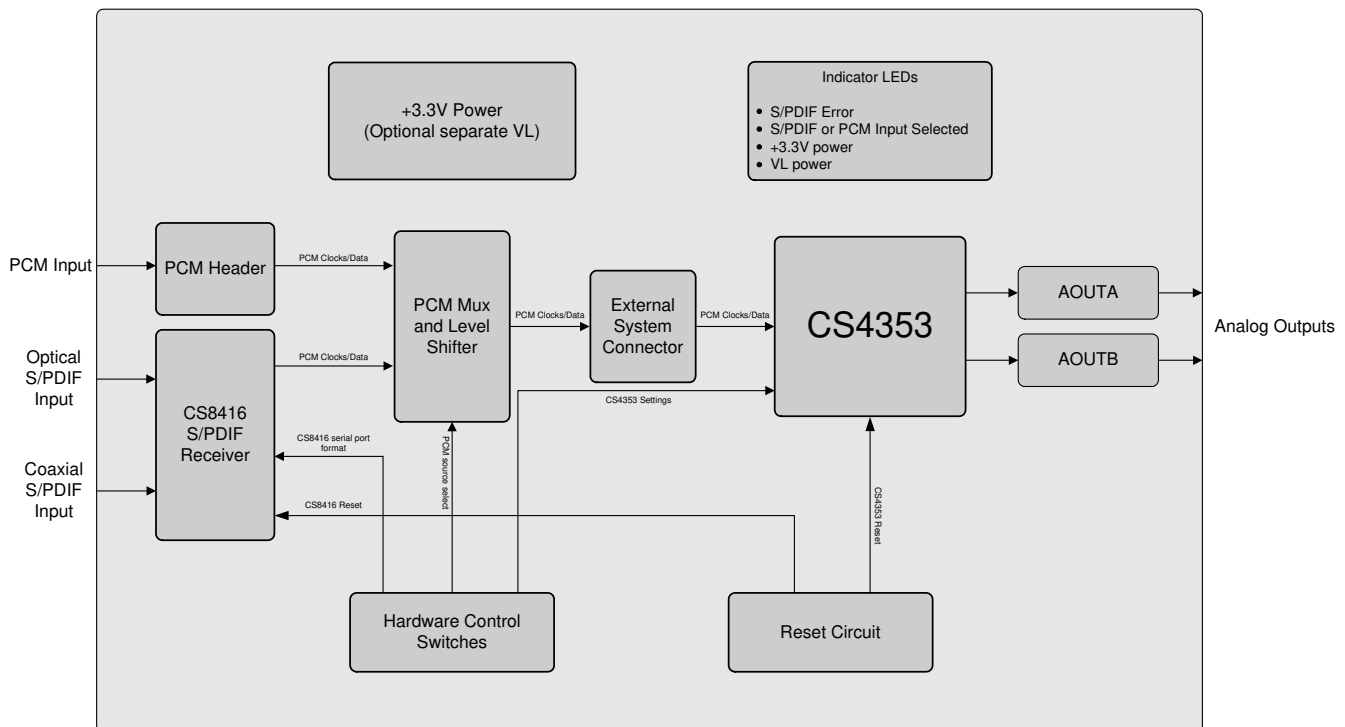 +3.3V Power
(Optional separate VL)
Indicator LEDs
• S/PDIF Error
• S/PDIF or PCM Input Selected
• +3.3V power
• VL power
PCM Input
PCM Header
PCM Clocks/Data
PCM Mux
and Level
Shifter
PCM Clocks/Data
External
System
Connector
PCM Clocks/Data
CS4353
AOUTA
AOUTB
Analog Outputs
Optical
S/PDIF
Input
PCM Clocks/Data
CS8416
S/PDIF
Receiver
Coaxial
S/PDIF
Input
CS4353 Settings
CS8416 serial port
format
PCM source select
CS8416 Reset
CS4353 Reset
Hardware Control
Switches
Reset Circuit